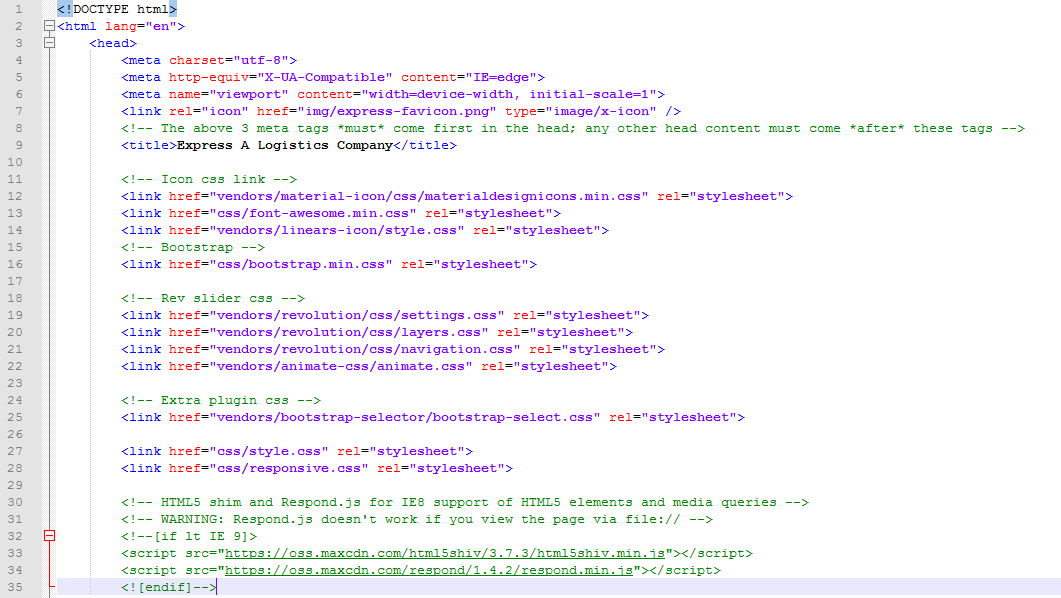 1 <!DOCTYPE html>
2 <html lang="en">
3 <head>
4 <meta charset="utf-8">
5 <meta http-equiv="X-UA-Compatible" content="IE=edge">
6 <meta name="viewport" content="width=device-width, initial-scale=1">
7 <link rel="icon" href="img/express-favicon.png" type="image/x-icon" />
8 <!-- The above 3 meta tags *must* come first in the head; any other head content must come *after* these tags -->
9 <title>Express A Logistics Company</title>
10
11 <!-- Icon css link -->
12 <link href="vendors/material-icon/css/materialdesignicons.min.css" rel="stylesheet">
13 <link href="css/font-awesome.min.css" rel="stylesheet">
14 <link href="vendors/linears-icon/style.css" rel="stylesheet">
15 <!-- Bootstrap -->
16 <link href="css/bootstrap.min.css" rel="stylesheet">
17
18 <!-- Rev slider css -->
19 <link href="vendors/revolution/css/settings.css" rel="stylesheet">
20 <link href="vendors/revolution/css/layers.css" rel="stylesheet">
21 <link href="vendors/revolution/css/navigation.css" rel="stylesheet">
22 <link href="vendors/animate-css/animate.css" rel="stylesheet">
23
24 <!-- Extra plugin css -->
25 <link href="vendors/bootstrap-selector/bootstrap-select.css" rel="stylesheet">
26
27 <link href="css/style.css" rel="stylesheet">
28 <link href="css/responsive.css" rel="stylesheet">
29
30 <!-- HTML5 shim and Respond.js for IE8 support of HTML5 elements and media queries -->
31 <!-- WARNING: Respond.js doesn't work if you view the page via file:// -->
32 <!--[if lt IE 9]>
33 <script src="https://oss.maxcdn.com/html5shiv/3.7.3/html5shiv.min.js"></script>
34 <script src="https://oss.maxcdn.com/respond/1.4.2/respond.min.js"></script>
35 <![endif]-->